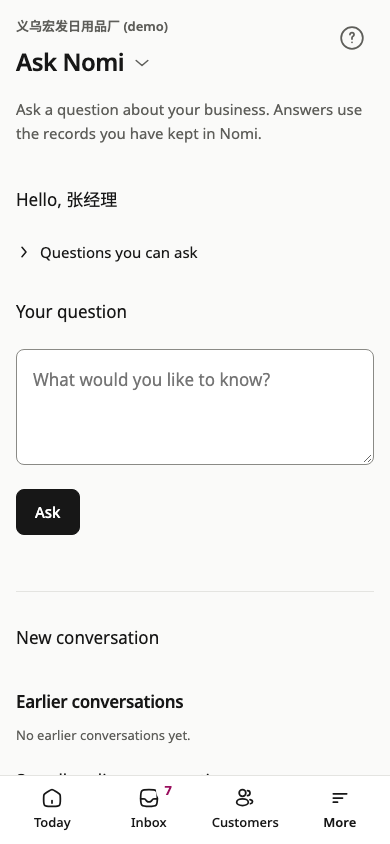 义乌宏发日用品厂 (demo)
Ask Nomi
Ask a question about your business. Answers use
the records you have kept in Nomi.
Hello, 张经理
Questions you can ask
Your question
What would you like to know?
Ask
New conversation
Earlier conversations
No earlier conversations yet.
7
Today
Inbox
Customers
More